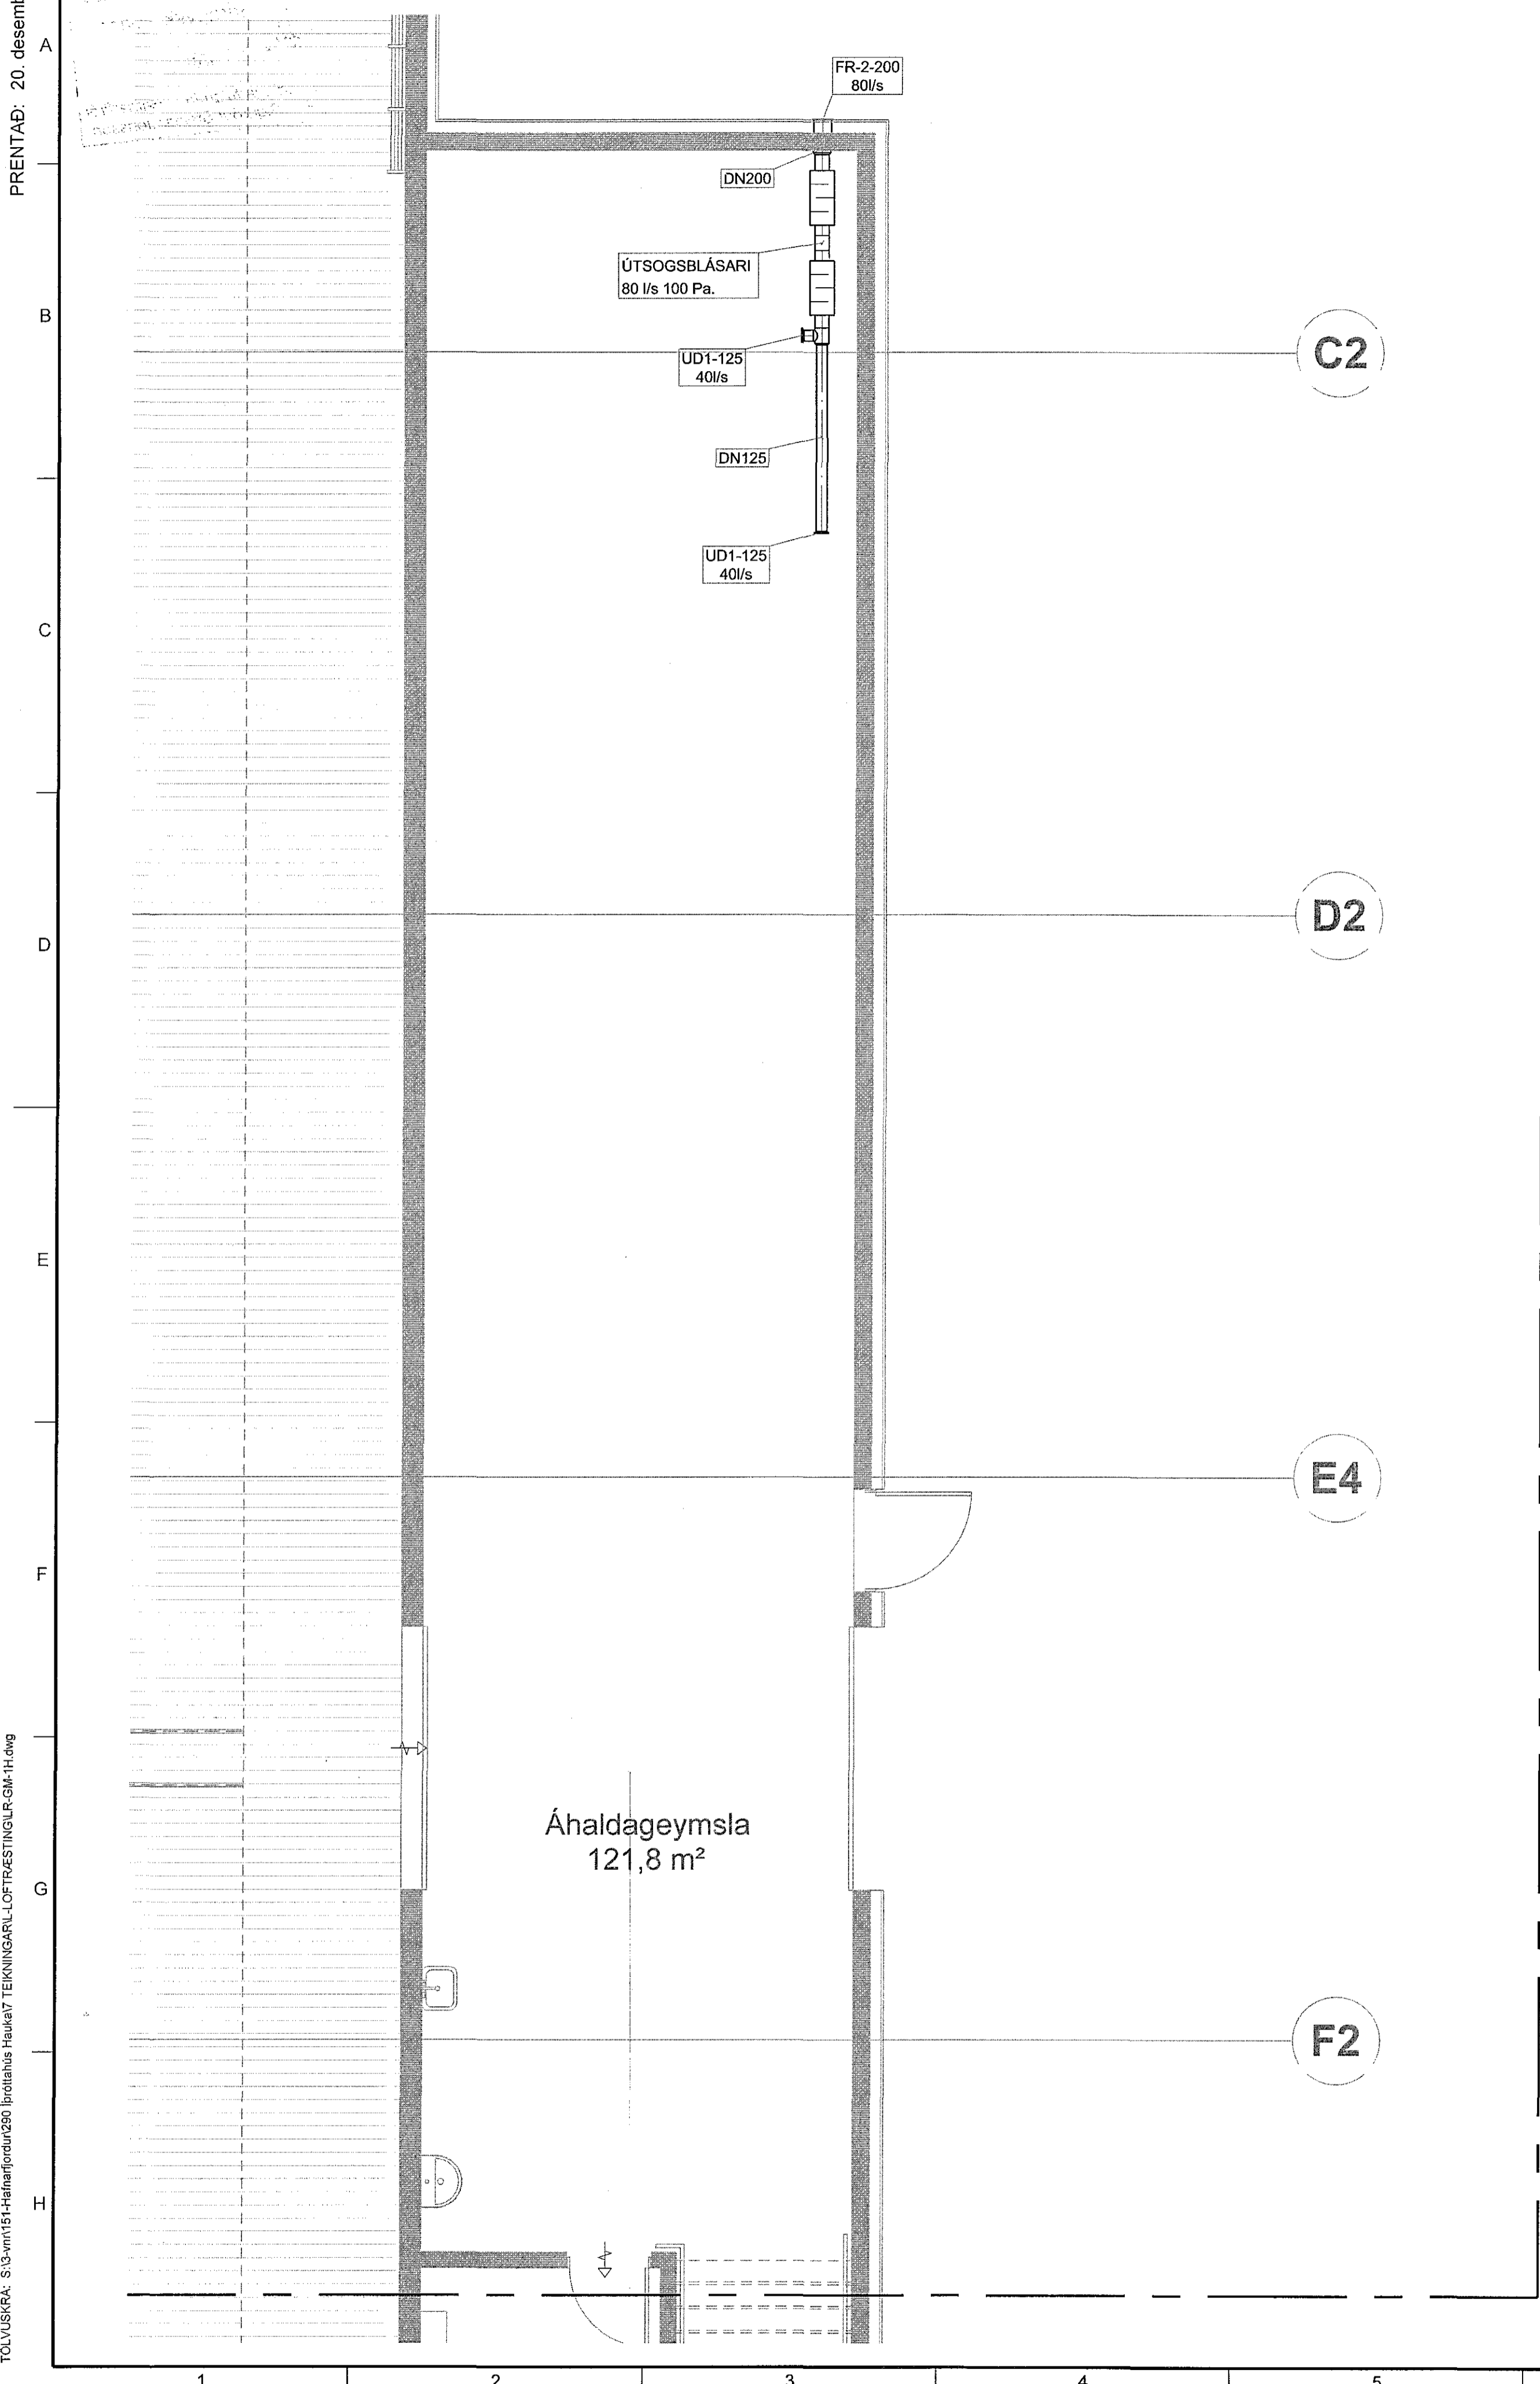 PRENTAÐ: 20. desemb
A
FR-2-200
80l/s
DN200
ÚTSOGSBLÁSARI
80 l/s 100 Pa.
B
UD1-125
40l/s
C2
DN125
UD1-125
40l/s
C
D2
D
E
E4
F
Áhaldageymsla
121,8 m²
G
F2
H
TÖLVUSKRÁ: S:\3-vnr\151-Hafnarfjordur\290 Íþróttahús Hauka\7 TEIKNINGAR\L-LOFTRÆSTING\LR-GM-1H.dwg
1
2
3
4
5